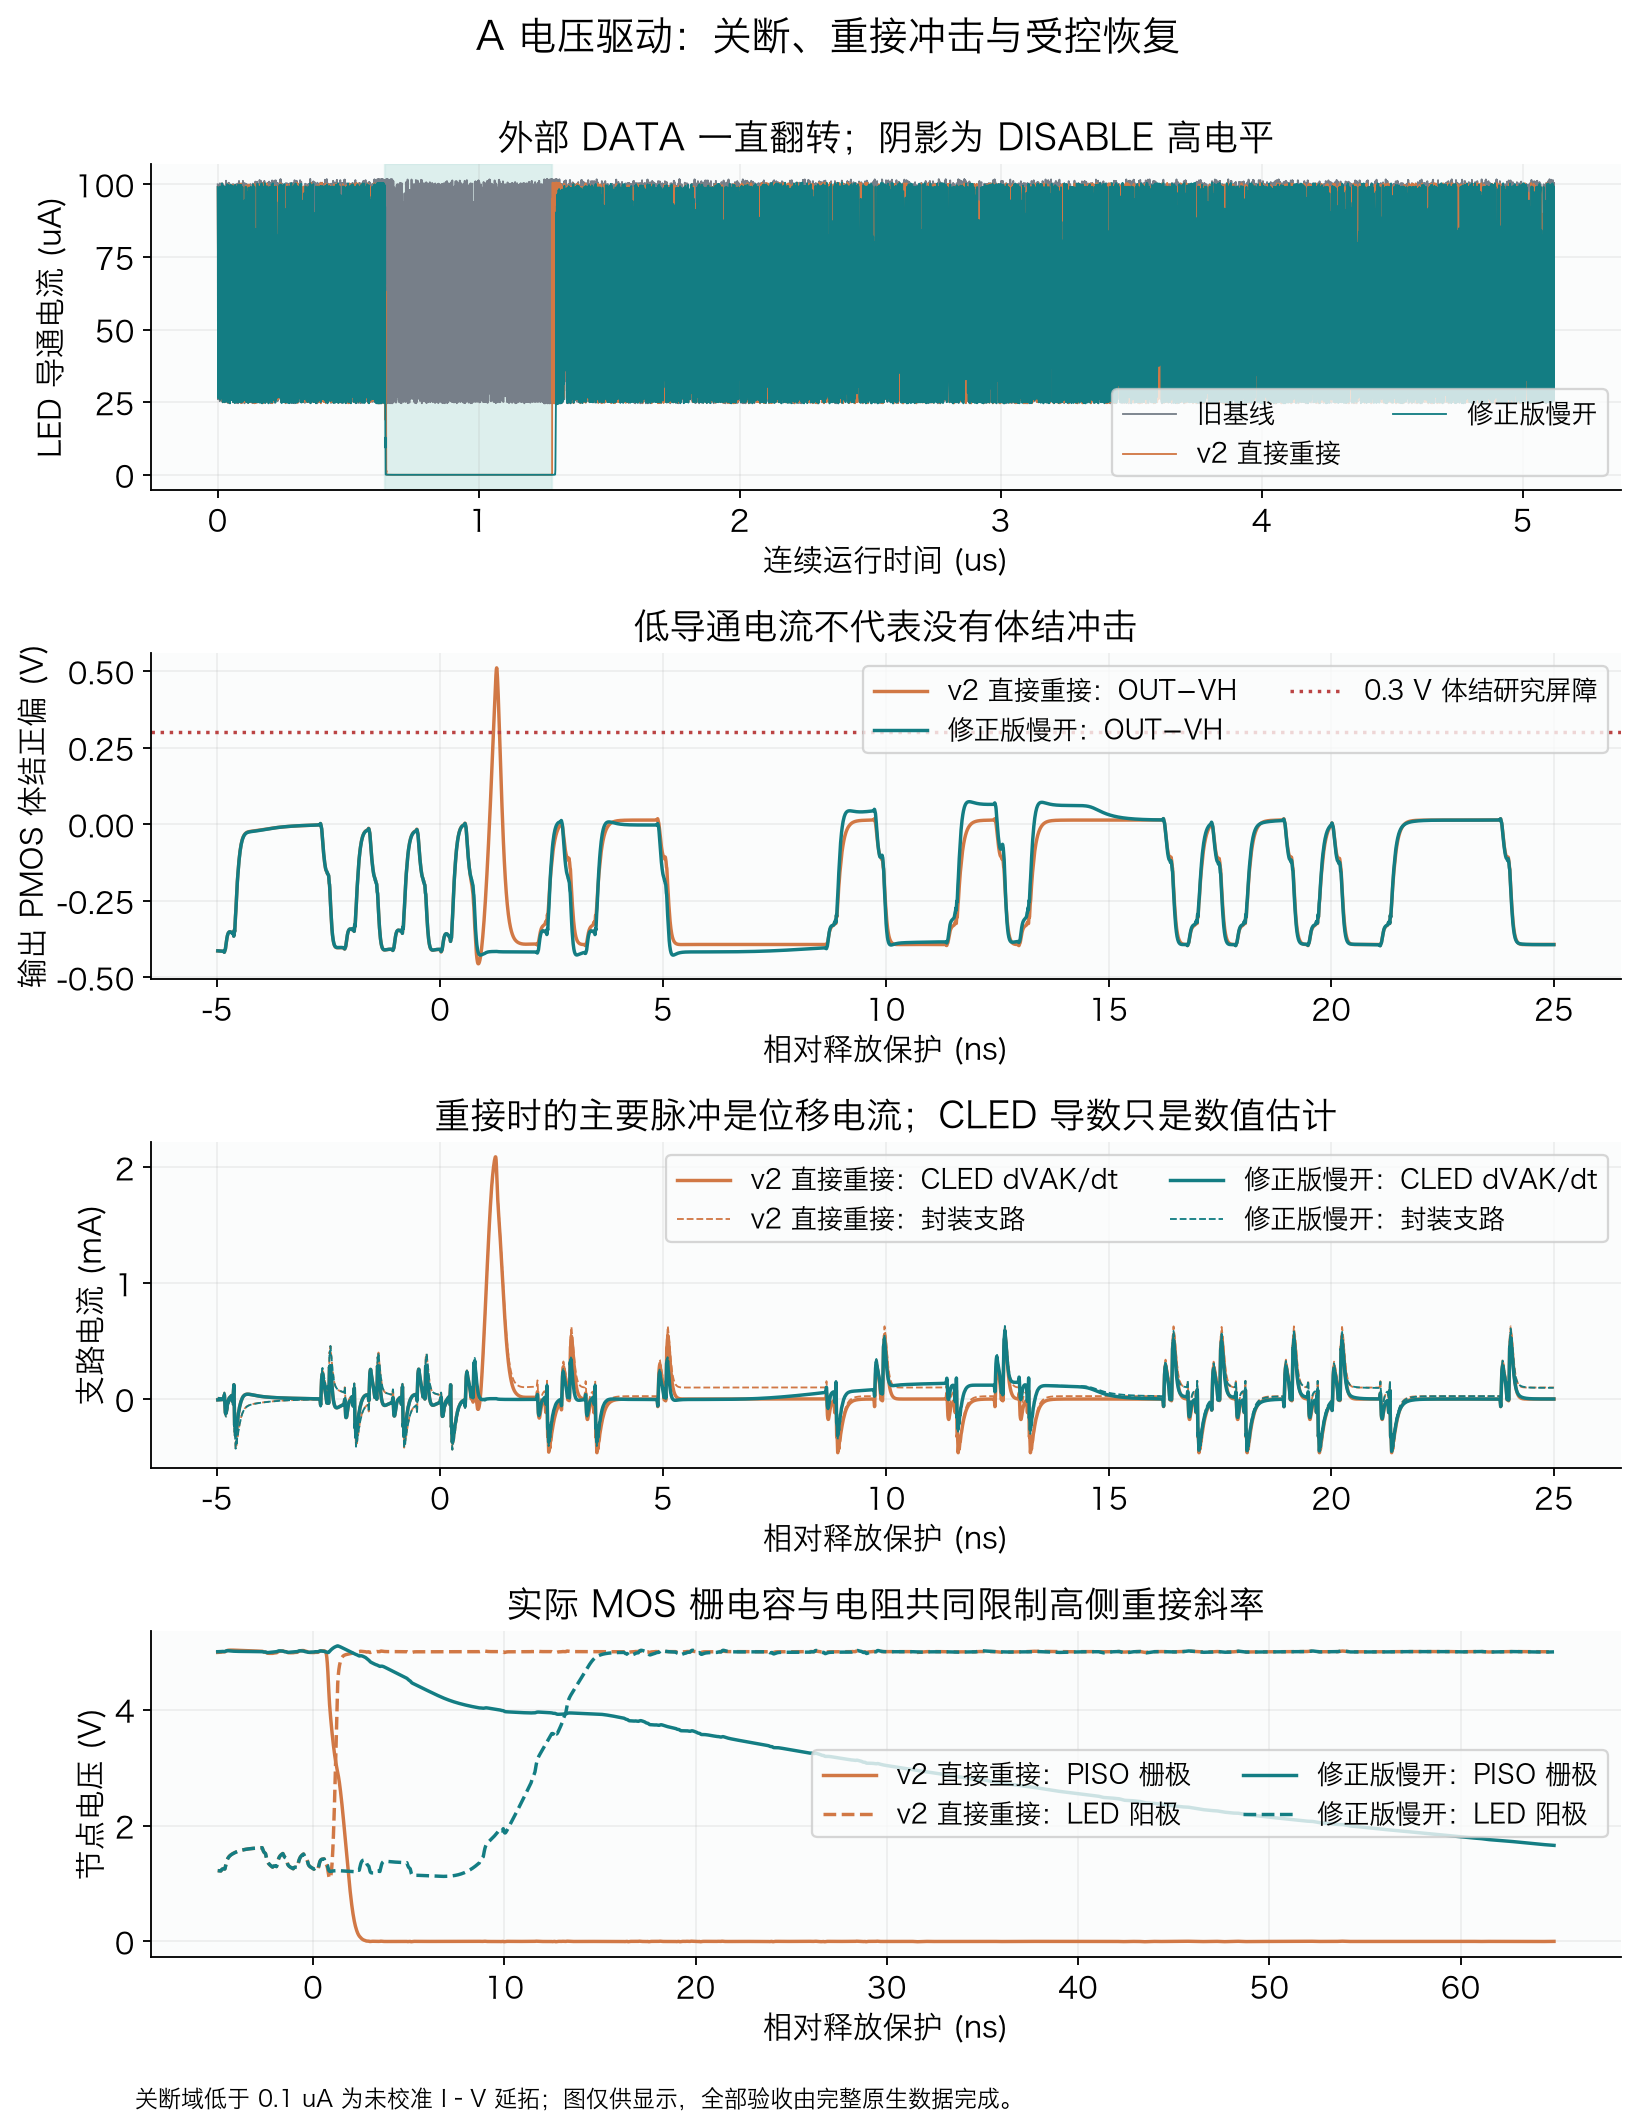 A 电压驱动：关断、重接冲击与受控恢复
外部 DATA 一直翻转；阴影为 DISABLE 高电平
LED 导通电流 (uA)
100
75
50
25
0
旧基线
v2 直接重接
修正版慢开
0 1 2 3 4 5
连续运行时间 (us)
低导通电流不代表没有体结冲击
输出 PMOS 体结正偏 (V)
0.50
0.25
0.00
-0.25
-0.50
v2 直接重接：OUT−VH
修正版慢开：OUT−VH
0.3 V 体结研究屏障
-5 0 5 10 15 20 25
相对释放保护 (ns)
重接时的主要脉冲是位移电流；CLED 导数只是数值估计
支路电流 (mA)
2
1
0
v2 直接重接：CLED dVAK/dt
v2 直接重接：封装支路
修正版慢开：CLED dVAK/dt
修正版慢开：封装支路
-5 0 5 10 15 20 25
相对释放保护 (ns)
实际 MOS 栅电容与电阻共同限制高侧重接斜率
节点电压 (V)
4
2
0
v2 直接重接：PISO 栅极
v2 直接重接：LED 阳极
修正版慢开：PISO 栅极
修正版慢开：LED 阳极
0 10 20 30 40 50 60
相对释放保护 (ns)
关断域低于 0.1 uA 为未校准 I-V 延拓；图仅供显示，全部验收由完整原生数据完成。